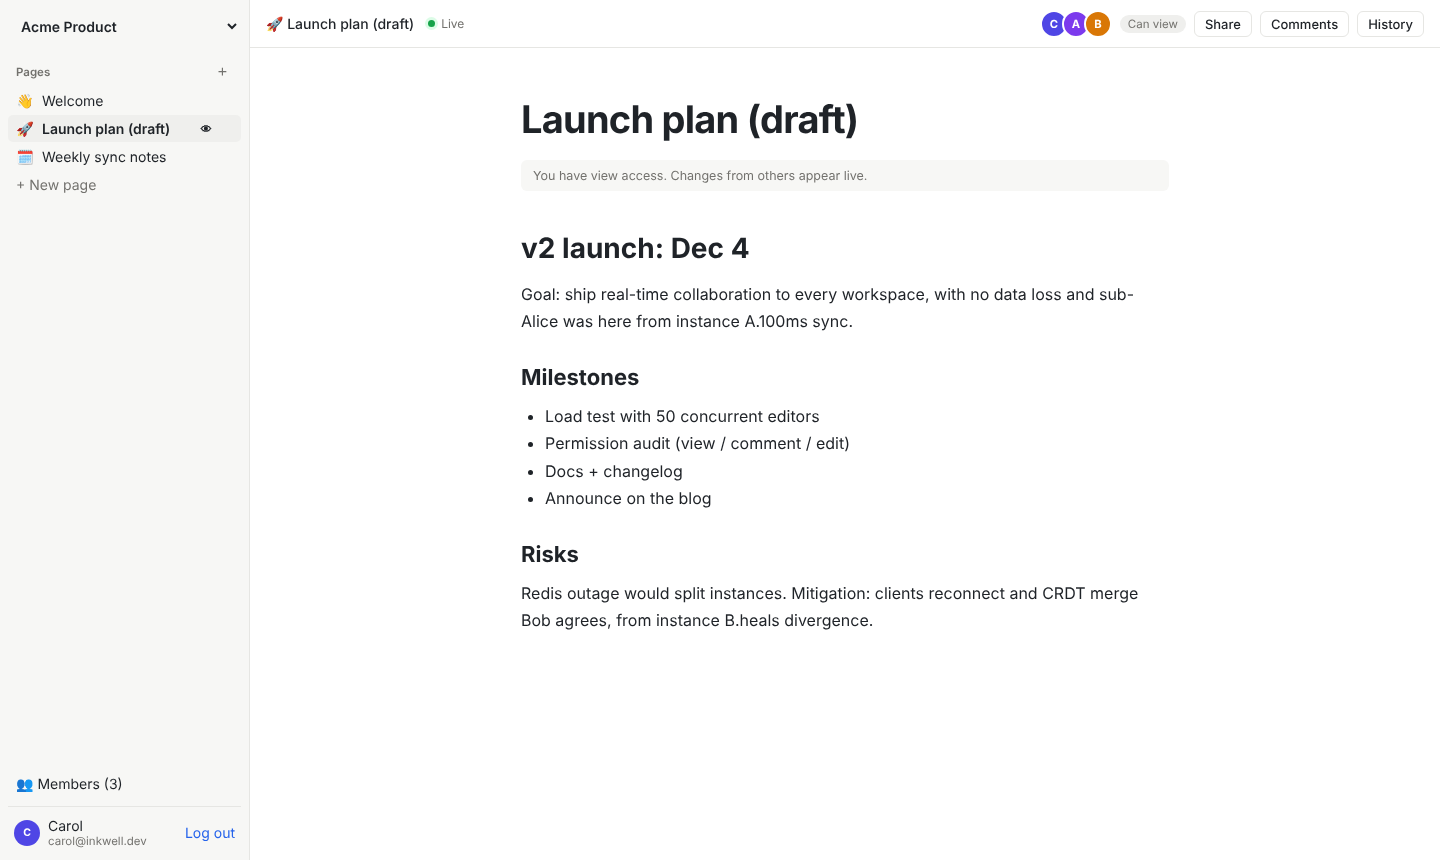 Acme Product
🚀 Launch plan (draft)
Live
C
A
B
Can view
Share
Comments
History
Pages
+
👋 Welcome
🚀 Launch plan (draft)
🗓️ Weekly sync notes
+ New page
Launch plan (draft)
You have view access. Changes from others appear live.
v2 launch: Dec 4
Goal: ship real-time collaboration to every workspace, with no data loss and sub-
Alice was here from instance A.100ms sync.
Milestones
• Load test with 50 concurrent editors
• Permission audit (view / comment / edit)
• Docs + changelog
• Announce on the blog
Risks
Redis outage would split instances. Mitigation: clients reconnect and CRDT merge
Bob agrees, from instance B.heals divergence.
👥 Members (3)
C
Carol
carol@inkwell.dev
Log out